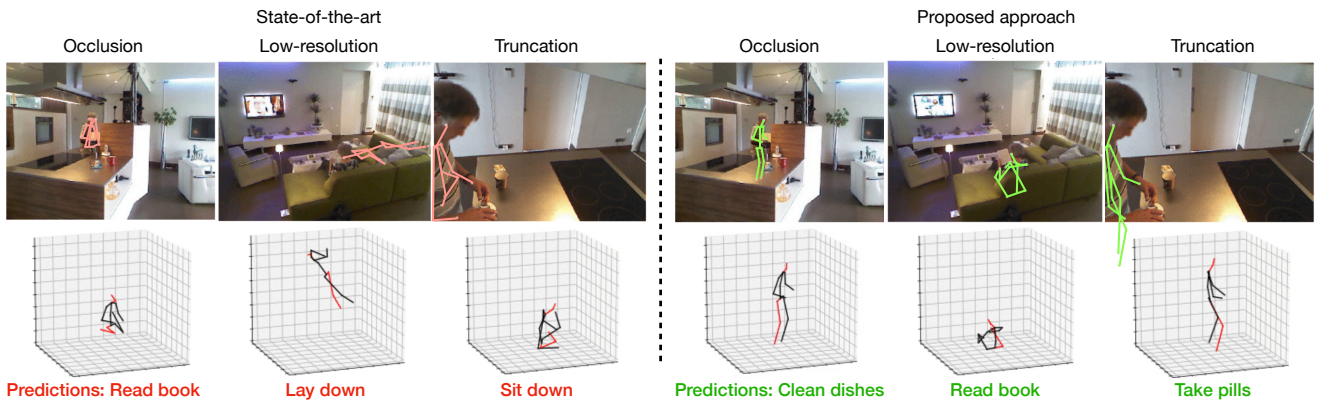 State-of-the-art
Proposed approach
Occlusion
Low-resolution
Truncation
Occlusion
Low-resolution
Truncation
Predictions: Read book
Lay down
Sit down
Predictions: Clean dishes
Read book
Take pills